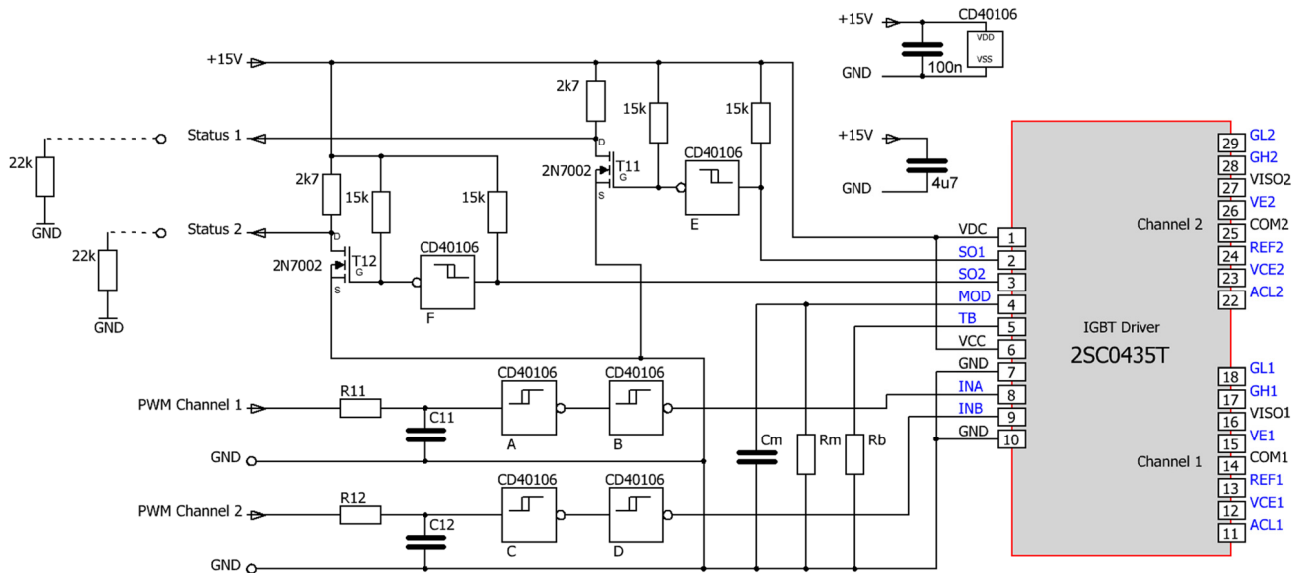 +15V
CD40106
VDD
VSS
GND
100n
+15V
2k7
15k
15k
Status 1
+15V
22k
D
CD40106
2N7002
T11
G
S
E
GND
4u7
2k7
15k
15k
GND
Status 2
D
22k
CD40106
2N7002
T12
G
S
F
GND
VDC 1
SO1 2
SO2 3
MOD 4
TB 5
VCC 6
GND 7
INA 8
INB 9
GND 10
Channel 2
IGBT Driver
2SC0435T
Channel 1
29 GL2
28 GH2
27 VISO2
26 VE2
25 COM2
24 REF2
23 VCE2
22 ACL2
18 GL1
17 GH1
16 VISO1
15 VE1
14 COM1
13 REF1
12 VCE1
11 ACL1
CD40106
CD40106
PWM Channel 1
R11
C11
A
B
GND
Cm
Rm
Rb
CD40106
CD40106
PWM Channel 2
R12
C12
C
D
GND